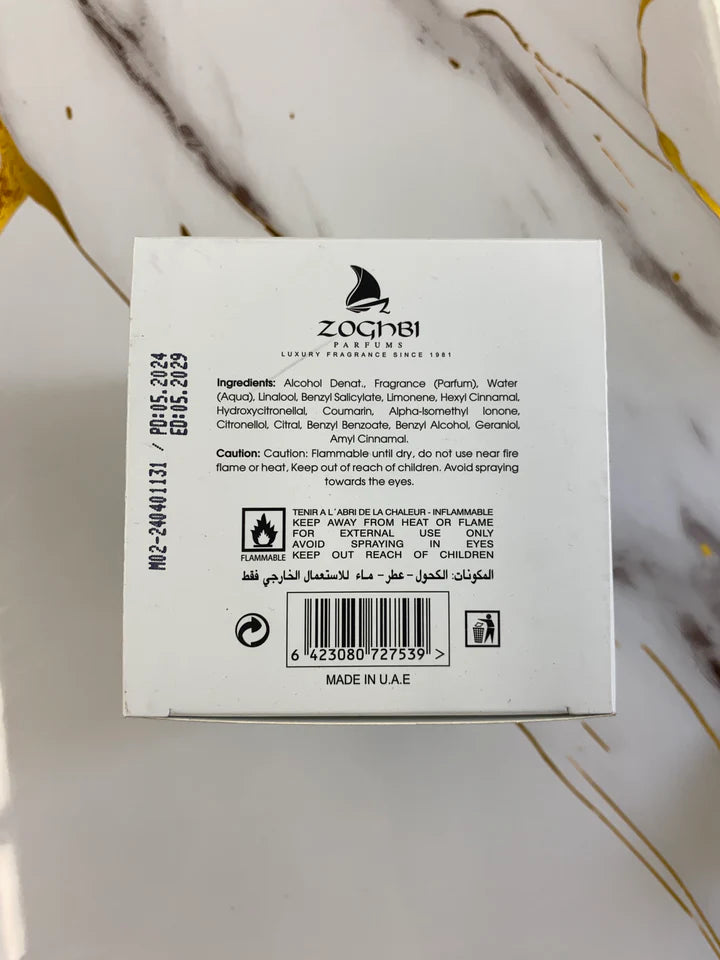 ZOGHBI
PARFUMS
LUXURY FRAGRANCE SINCE 1961
Ingredients: Alcohol Denat., Fragrance (Parfum), Water
(Aqua), Linalool, Benzyl Salicylate, Limonene, Hexyl Cinnamal,
Hydroxycitronellal, Coumarin, Alpha-Isomethyl Ionone,
Citronellol, Citral, Benzyl Benzoate, Benzyl Alcohol, Geraniol,
Amyl Cinnamal.
Caution: Caution: Flammable until dry, do not use near fire
flame or heat, Keep out of reach of children. Avoid spraying
towards the eyes.
TENIR A L´ABRI DE LA CHALEUR - INFLAMMABLE
KEEP AWAY FROM HEAT OR FLAME
FOR EXTERNAL USE ONLY
AVOID SPRAYING IN EYES
KEEP OUT REACH OF CHILDREN
FLAMMABLE
المكونات: الكحول - عطر - ماء للاستعمال الخارجي فقط
6 423080 727539 >
MADE IN U.A.E
M02-240401131 / PD:05.2024
ED:05.2029